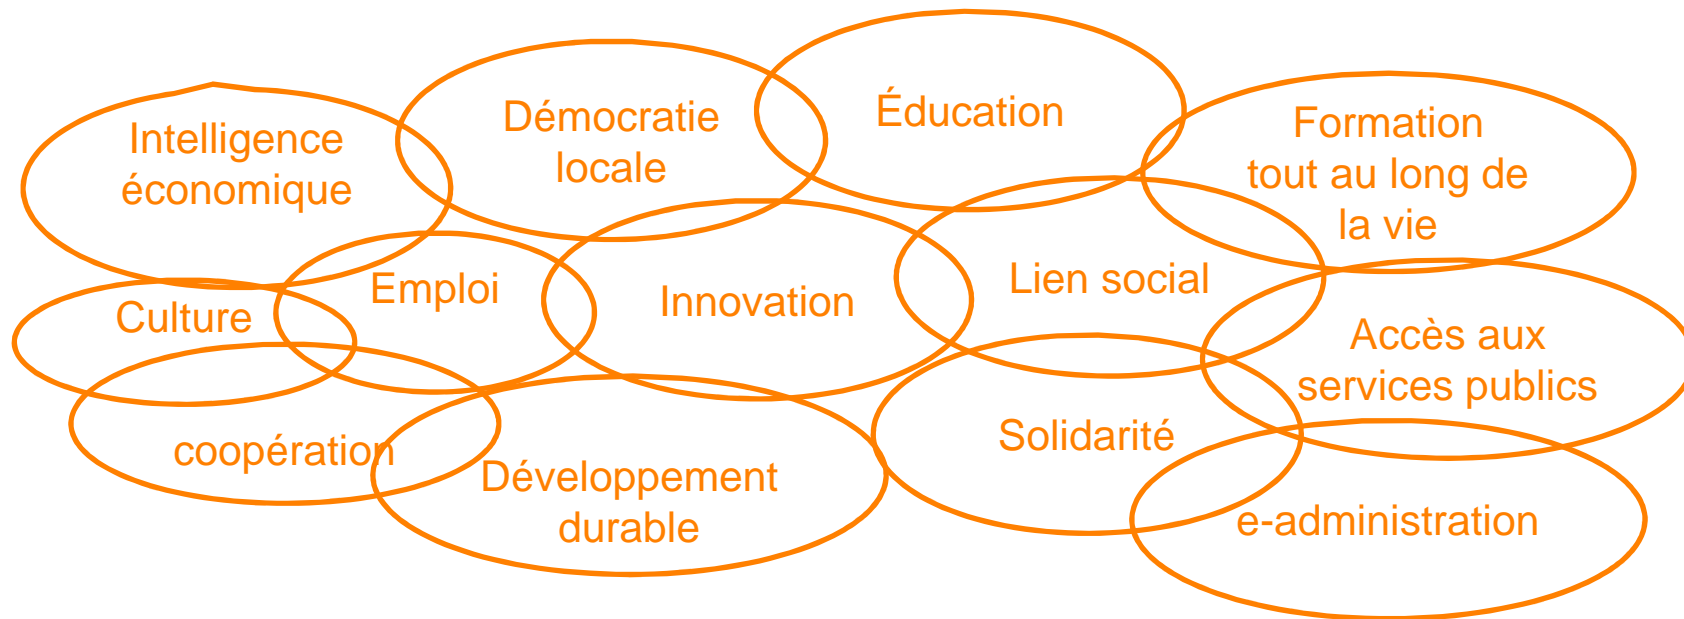 Intelligence
économique
Démocratie
locale
Éducation
Formation
tout au long de
la vie
Culture
Emploi
Innovation
Lien social
Accès aux
services publics
coopération
Développement
durable
Solidarité
e-administration